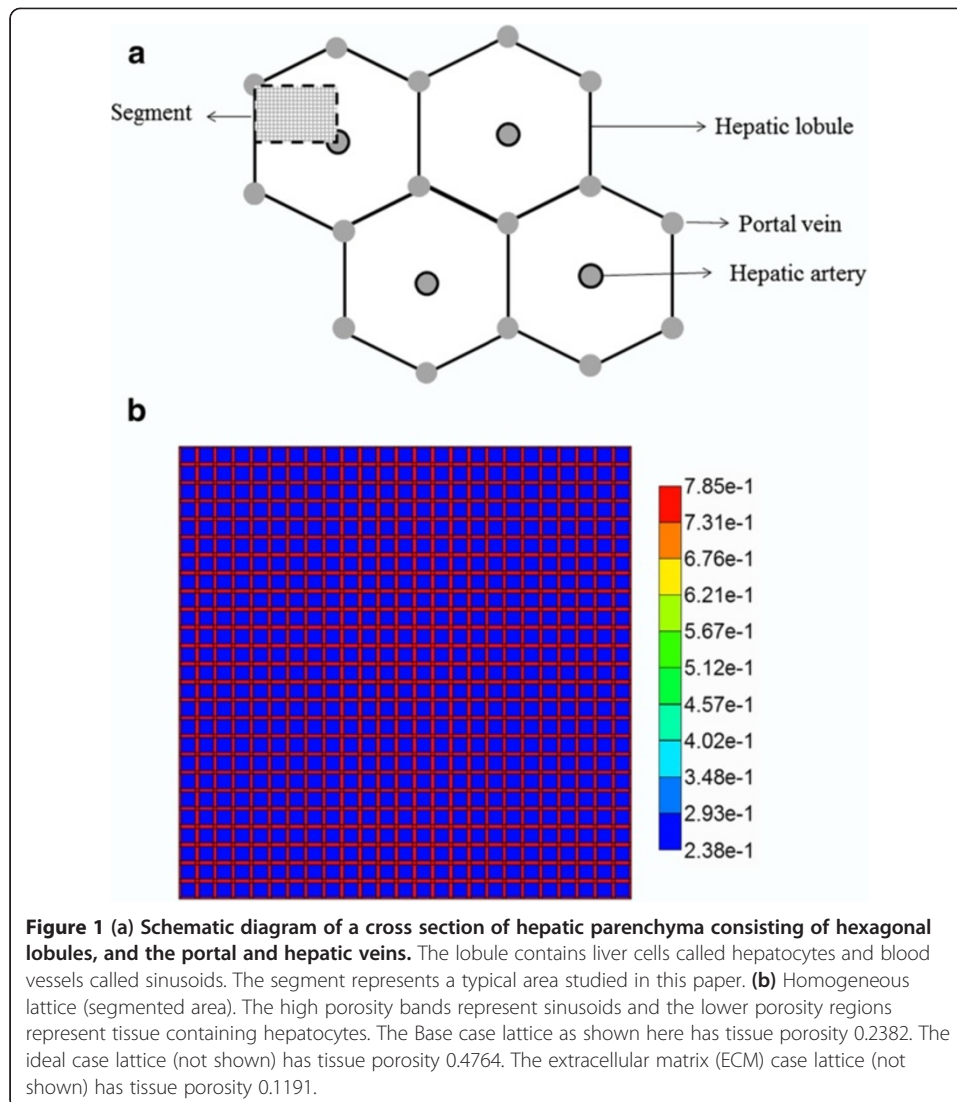 a
Segment
Hepatic lobule
Portal vein
Hepatic artery
b
7.85e-1
7.31e-1
6.76e-1
6.21e-1
5.67e-1
5.12e-1
4.57e-1
4.02e-1
3.48e-1
2.93e-1
2.38e-1
Figure 1 (a) Schematic diagram of a cross section of hepatic parenchyma consisting of hexagonal
lobules, and the portal and hepatic veins. The lobule contains liver cells called hepatocytes and blood
vessels called sinusoids. The segment represents a typical area studied in this paper. (b) Homogeneous
lattice (segmented area). The high porosity bands represent sinusoids and the lower porosity regions
represent tissue containing hepatocytes. The Base case lattice as shown here has tissue porosity 0.2382. The
ideal case lattice (not shown) has tissue porosity 0.4764. The extracellular matrix (ECM) case lattice (not
shown) has tissue porosity 0.1191.